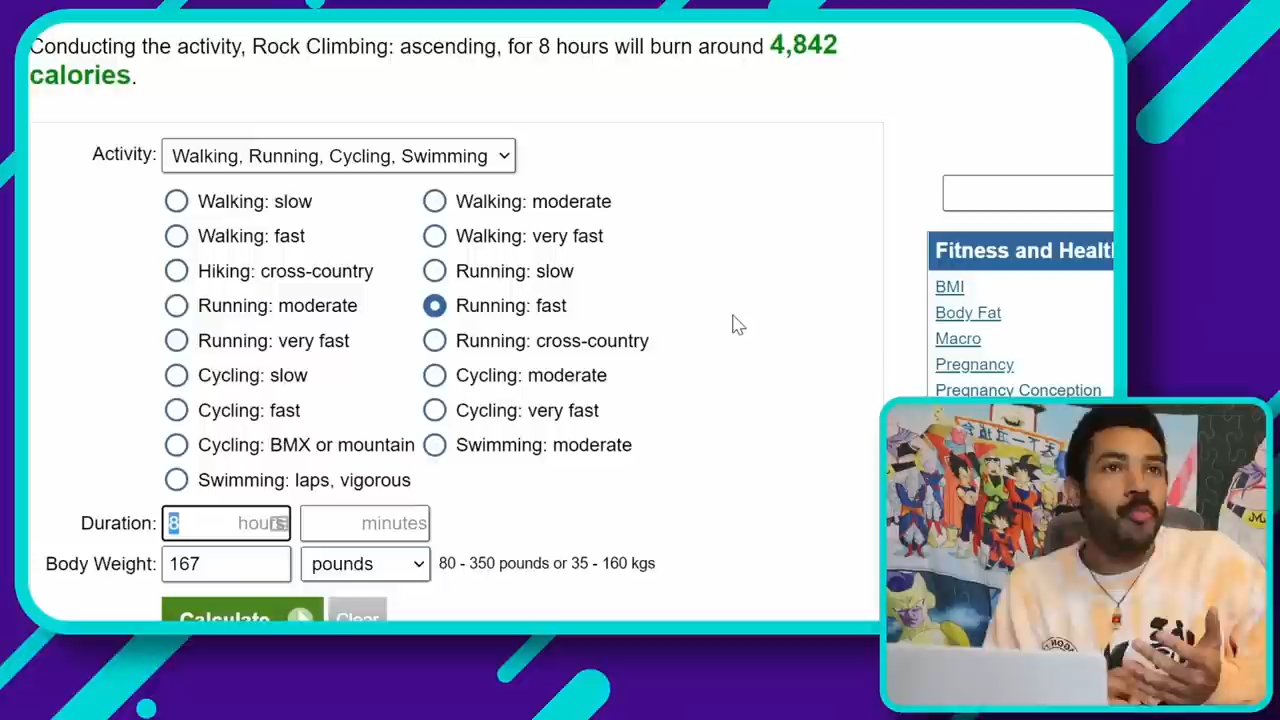 Conducting the activity, Rock Climbing: ascending, for 8 hours will burn around 4,842
calories.
Activity: Walking, Running, Cycling, Swimming
Walking: slow Walking: moderate
Walking: fast Walking: very fast
Hiking: cross-country Running: slow
Running: moderate Running: fast
Running: very fast Running: cross-country
Cycling: slow Cycling: moderate
Cycling: fast Cycling: very fast
Cycling: BMX or mountain Swimming: moderate
Swimming: laps, vigorous
Duration: 8 hours minutes
Body Weight: 167 pounds 80 - 350 pounds or 35 - 160 kgs
Calculate Clear
Fitness and Healt
BMI
Body Fat
Macro
Pregnancy
Pregnancy Conception